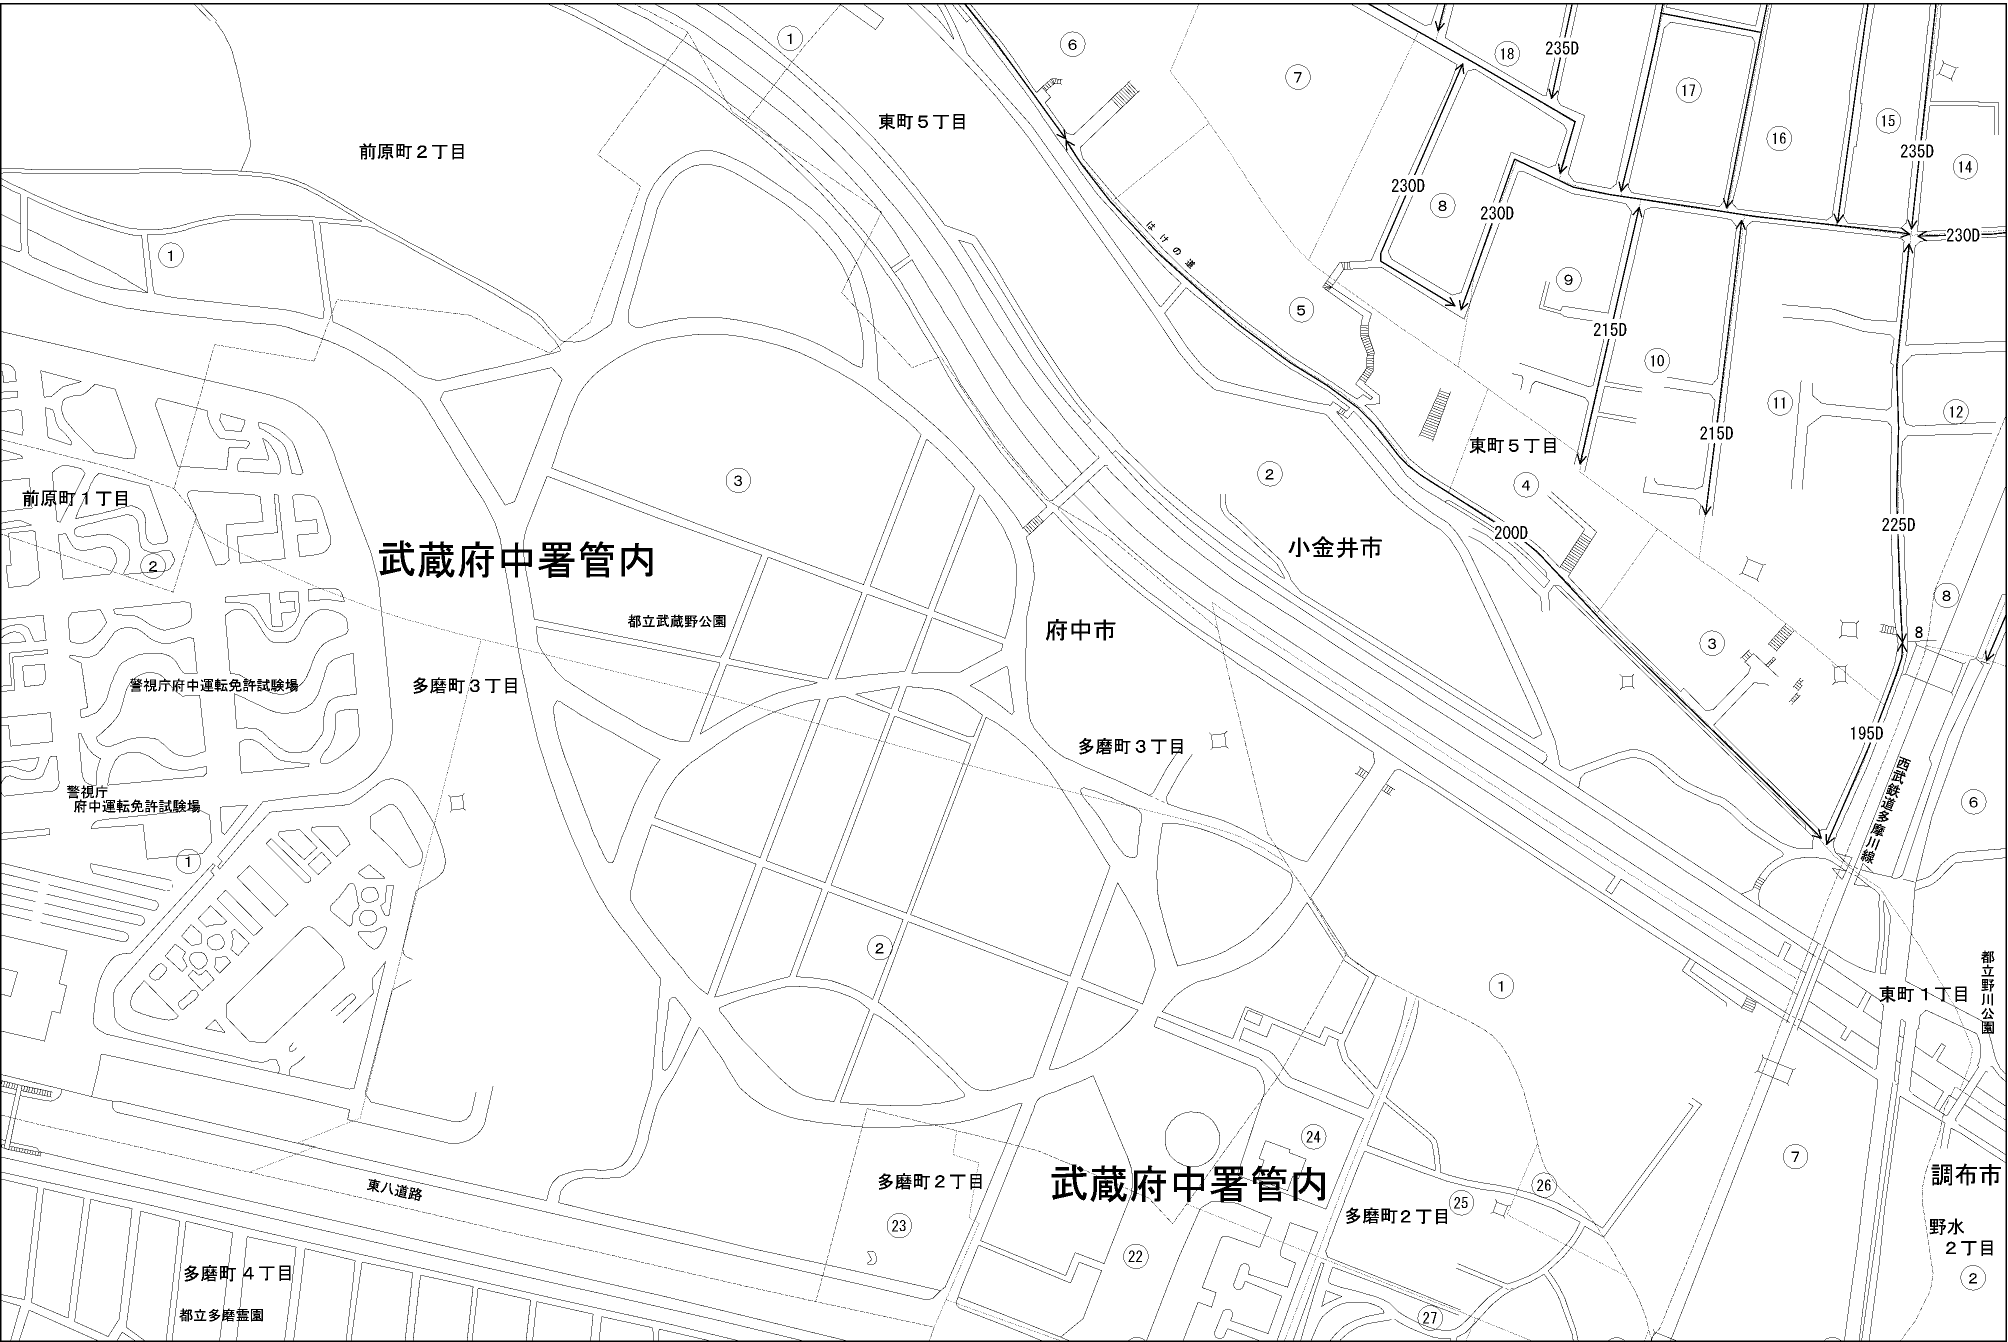 ①
⑥
⑦
⑱
235D
⑰
⑯
⑮
235D
⑭
東町５丁目
前原町２丁目
230D
⑧
230D
230D
はけの道
①
⑨
⑤
215D
⑩
⑪
⑫
215D
東町５丁目
③
②
④
前原町１丁目
225D
200D
武蔵府中署管内
小金井市
②
⑧
都立武蔵野公園
府中市
8
③
警視庁府中運転免許試験場
多磨町３丁目
195D
多磨町３丁目
西武鉄道多摩川線
警視庁
府中運転免許試験場
⑥
①
②
①
東町１丁目
都立野川公園
㉔
⑦
武蔵府中署管内
調布市
東八道路
多磨町２丁目
㉖
㉕
多磨町２丁目
㉓
野水
２丁目
㉒
多磨町４丁目
②
都立多磨霊園
㉗